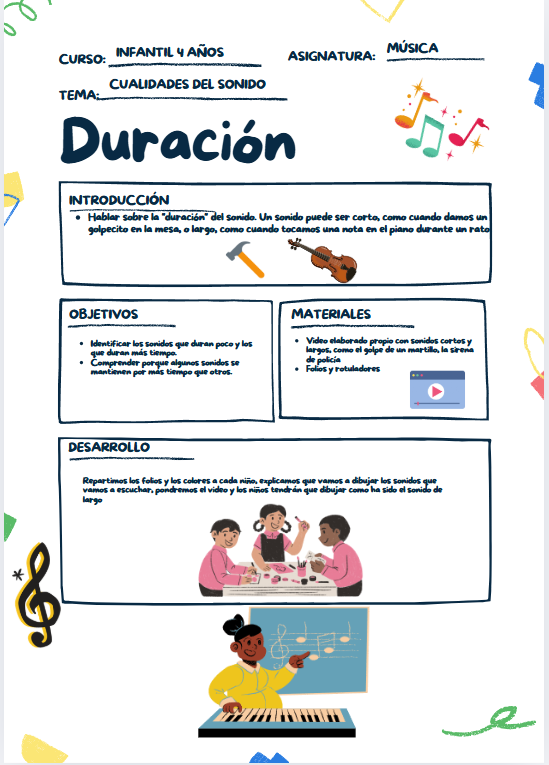 CURSO: INFANTIL 4 AÑOS
ASIGNATURA: MÚSICA
TEMA: CUALIDADES DEL SONIDO
Duración
INTRODUCCIÓN
• Hablar sobre la "duración" del sonido. Un sonido puede ser corto, como cuando damos un
golpecito en la mesa, o largo, como cuando tocamos una nota en el piano durante un rato
OBJETIVOS
• Identificar los sonidos que duran poco y los
que duran más tiempo.
• Comprender porque algunos sonidos se
mantienen por más tiempo que otros.
MATERIALES
• Video elaborado propio con sonidos cortos y
largos, como el golpe de un martillo, la sirena
de policía
• Folios y rotuladores
DESARROLLO
Repartimos los folios y los colores a cada niño, explicamos que vamos a dibujar los sonidos que
vamos a escuchar, pondremos el video y los niños tendrán que dibujar como ha sido el sonido de
largo